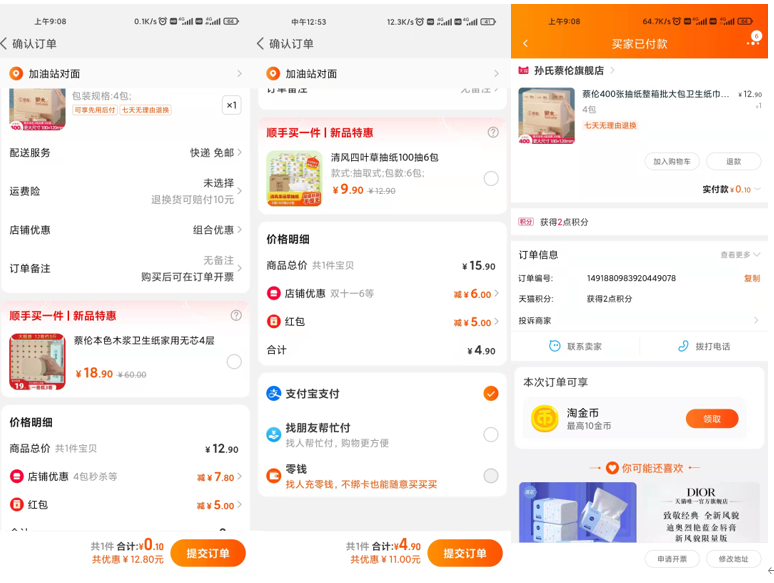 上午9:08
0.1K/s
64
确认订单
加油站对面
包装规格:4包;
可享先用后付 七天无理由退换
×1
配送服务
快递 免邮
运费险
未选择
退换货可赔付10元
店铺优惠
组合优惠
订单备注
无备注
购买后可在订单开票
顺手买一件 | 新品特惠
蔡伦本色木浆卫生纸家用无芯4层
¥18.90 ¥60.00
价格明细
商品总价 共1件宝贝
¥12.90
店铺优惠 4包秒杀等
减¥7.80
红包
减¥5.00
共1件 合计:¥0.10
共优惠 ¥12.80元
提交订单
中午12:53
12.3K/s
41
确认订单
加油站对面
订单备注
无备注
顺手买一件 | 新品特惠
清风四叶草抽纸100抽6包
款式:抽取式;包数:6包;
¥9.90 ¥12.90
价格明细
商品总价 共1件宝贝
¥15.90
店铺优惠 双十一6等
减¥6.00
红包
减¥5.00
合计
¥4.90
支付宝支付
找朋友帮忙付
找人帮忙付,购物更方便
零钱
找人充零钱,不绑卡也能随意买买买
共1件 合计:¥4.90
共优惠 ¥11.00元
提交订单
上午9:08
64.7K/s
64
买家已付款
6
孙氏蔡伦旗舰店
蔡伦400张抽纸整箱批大包卫生纸巾...
¥12.90
4包
×1
七天无理由退换
加入购物车
退款
实付款¥0.10
积分
获得2点积分
订单信息
查看更多
订单编号:
1491880983920449078
复制
天猫积分:
获得2点积分
投诉商家
联系卖家
拨打电话
本次订单可享
淘金币
最高10金币
领取
你可能还喜欢
DIOR
天猫唯一官方旗舰店
致敬经典 全新风貌
迪奥烈艳蓝金唇膏
新风貌限量版
申请开票
修改地址